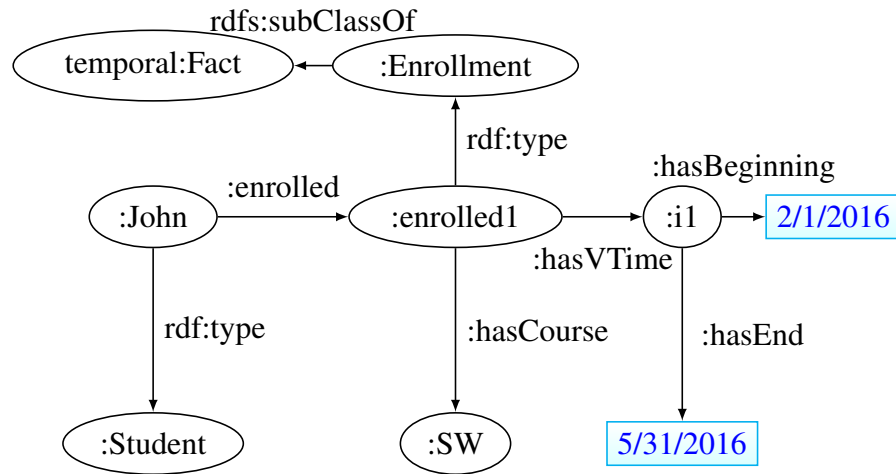 rdfs:subClassOf
temporal:Fact
:Enrollment
rdf:type
:hasBeginning
:enrolled
:John
:enrolled1
:i1
2/1/2016
:hasVTime
rdf:type
:hasCourse
:hasEnd
:Student
:SW
5/31/2016